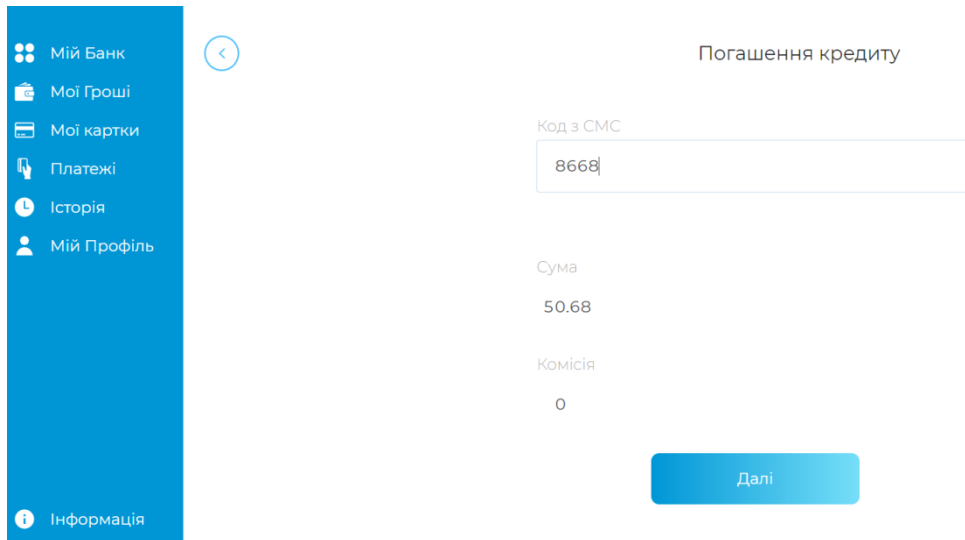 Мій Банк
Мої Гроші
Мої картки
Платежі
Історія
Мій Профіль
Інформація
Погашення кредиту
Код з СМС
8668
Сума
50.68
Комісія
0
Далі